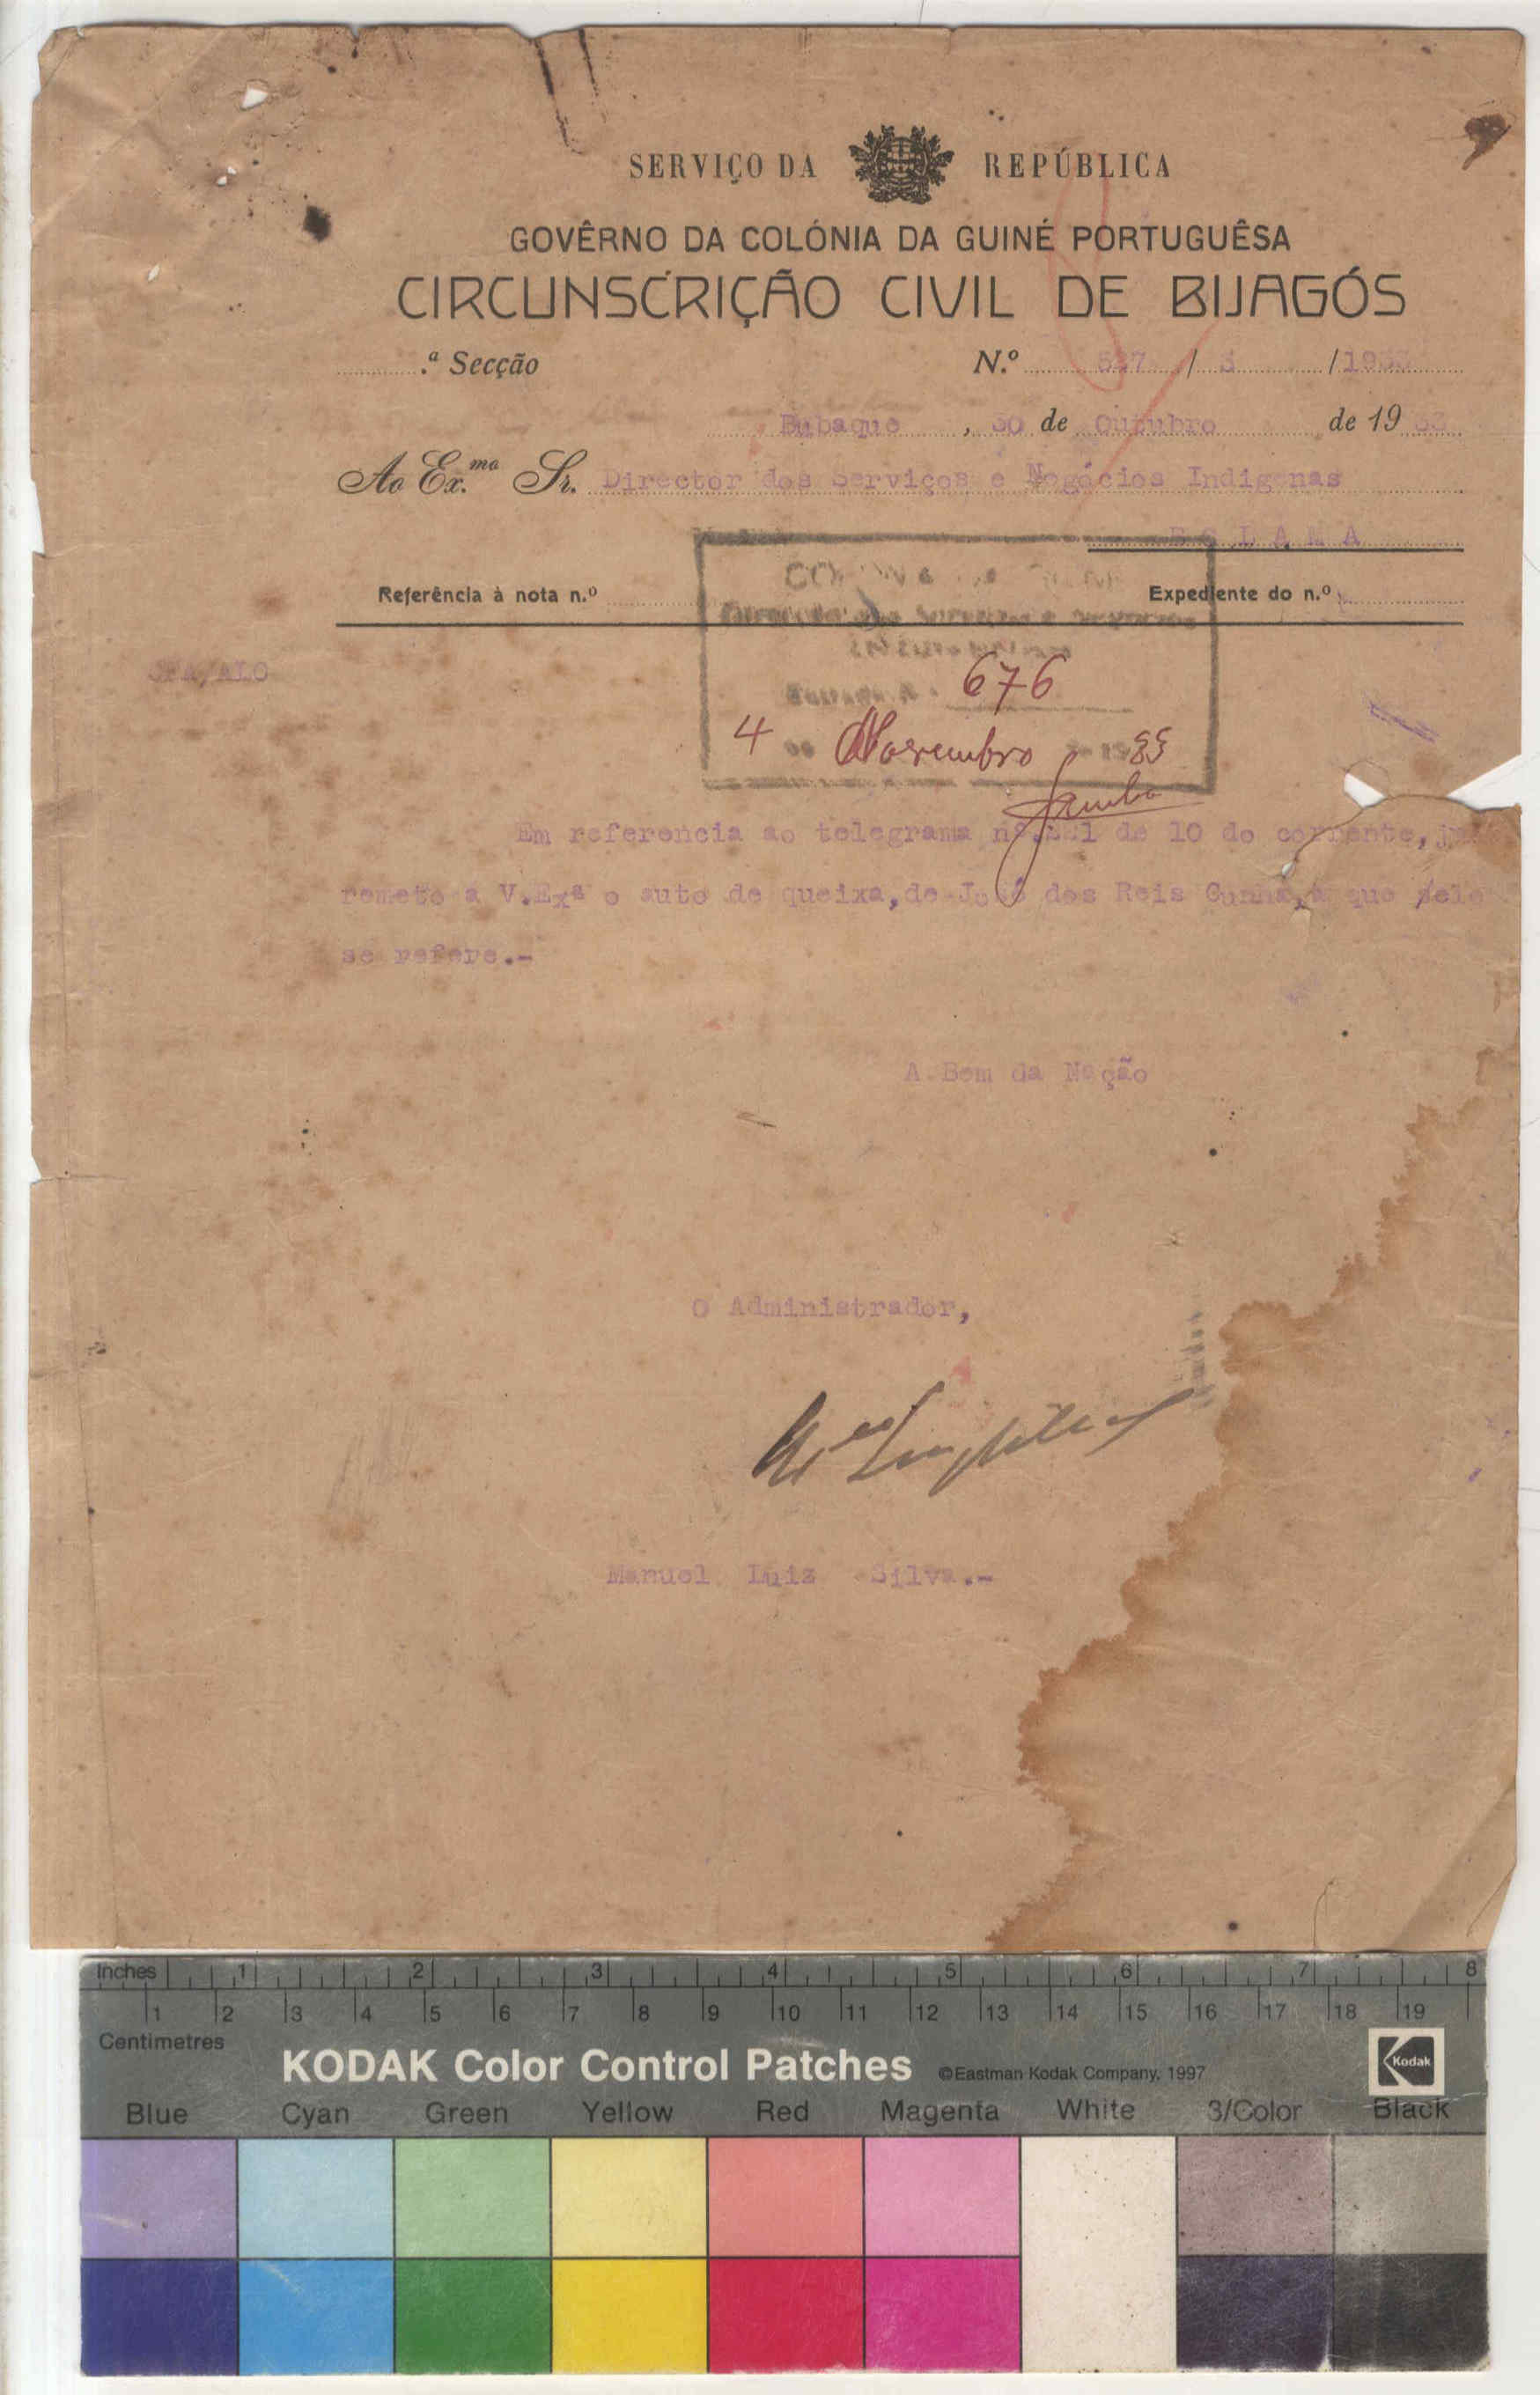 SERVIÇO DA REPÚBLICA
GOVÊRNO DA COLÓNIA DA GUINÉ PORTUGUÊSA
CIRCUNSCRIÇÃO CIVIL DE BIJAGÓS
.ª Secção N.º 527 / 3 /1933
Bubaque , 30 de Outubro de 19 33
Ao Ex.mo Sr. Director dos Serviços e Negócios Indigenas
Referência à nota n.º Expediente do n.º
676
4 de Novembro
Em referencia ao telegrama nº. de 10 do corrente,
remeto a V.Exª o auto de queixa,de José dos Reis Cunha,a que
se refere.-
A Bem da Nação
O Administrador,
Manuel Luiz Silva.-
Inches 1 2 3 4 5 6 7 8
1 2 3 4 5 6 7 8 9 10 11 12 13 14 15 16 17 18 19
Centimetres
KODAK Color Control Patches ©Eastman Kodak Company, 1997 Kodak
Blue Cyan Green Yellow Red Magenta White 3/Color Black